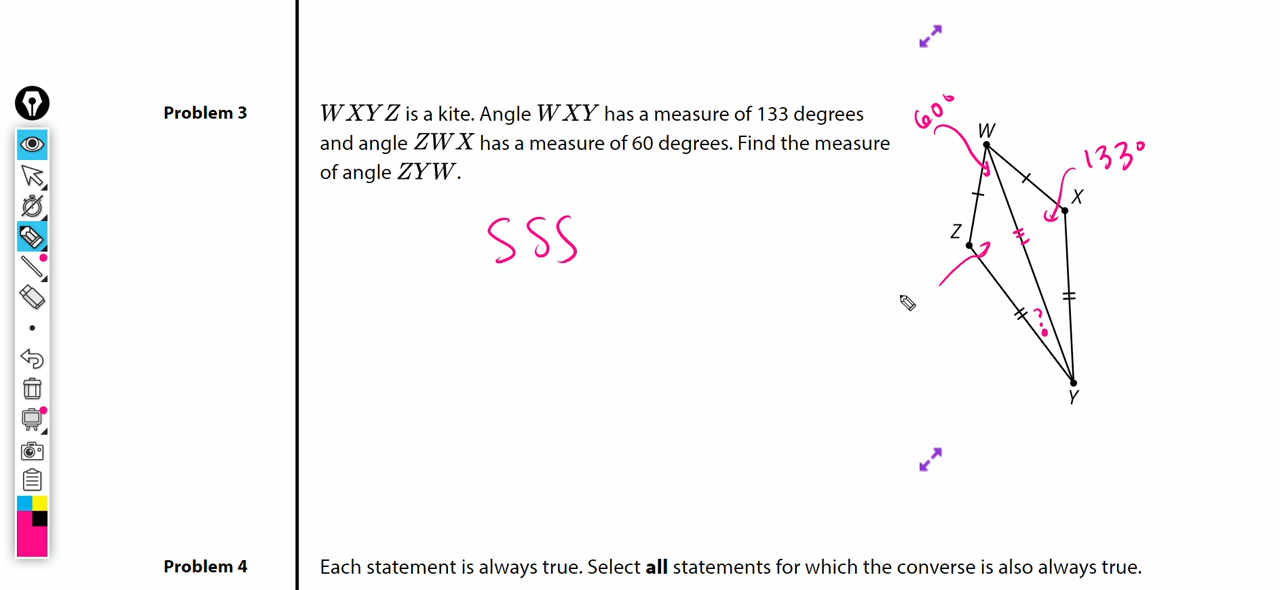 Problem 3
WXYZ is a kite. Angle WXY has a measure of 133 degrees
and angle ZWX has a measure of 60 degrees. Find the measure
of angle ZYW.
SSS
60°
W
133°
X
Z
?
Y
Problem 4
Each statement is always true. Select all statements for which the converse is also always true.